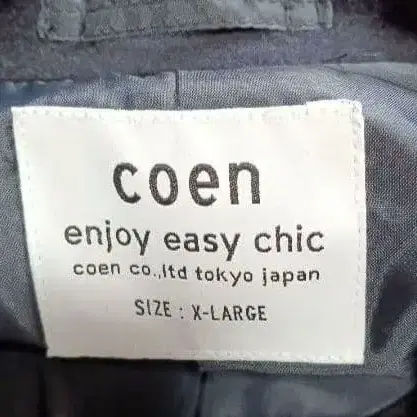 coen
enjoy easy chic
coen co.,ltd tokyo japan
SIZE : X-LARGE